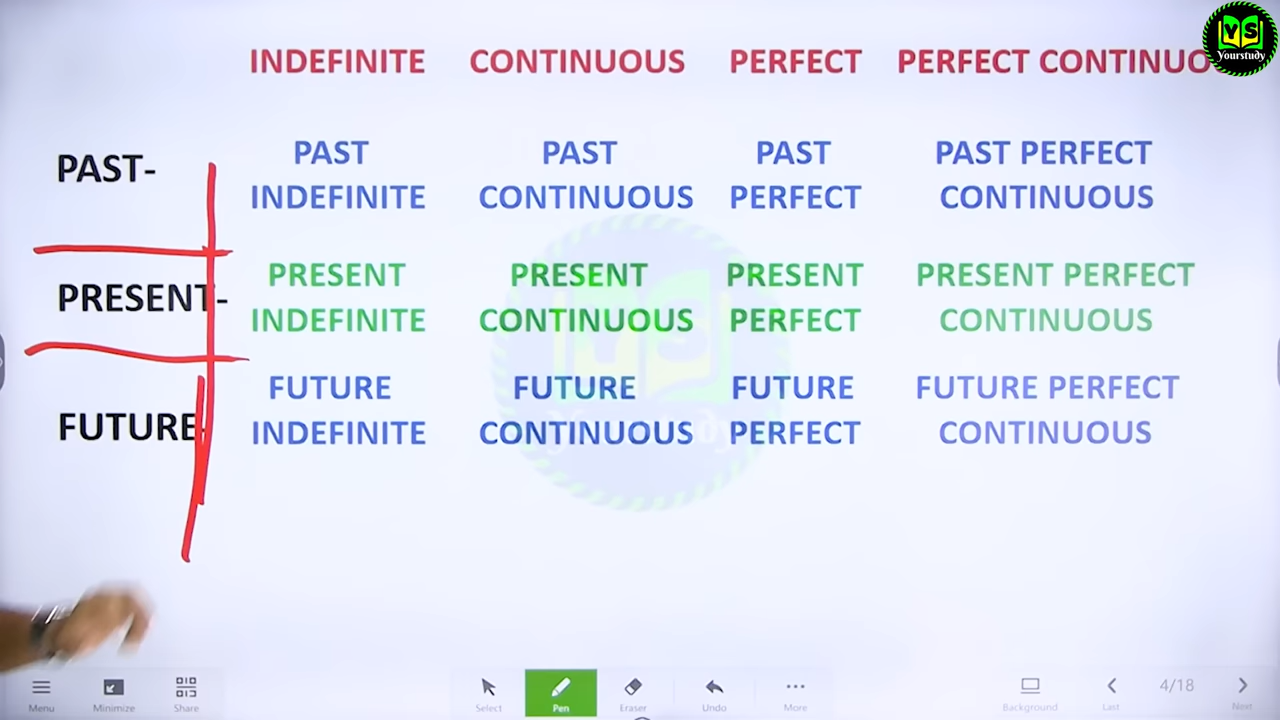 INDEFINITE CONTINUOUS PERFECT PERFECT CONTINUO
YS
Yourstudy
PAST-
PAST PAST PAST PAST PERFECT
INDEFINITE CONTINUOUS PERFECT CONTINUOUS
PRESENT-
PRESENT PRESENT PRESENT PRESENT PERFECT
INDEFINITE CONTINUOUS PERFECT CONTINUOUS
YS
Yourstudy
FUTURE-
FUTURE FUTURE FUTURE FUTURE PERFECT
INDEFINITE CONTINUOUS PERFECT CONTINUOUS
4/18
Menu Minimize Share Select Pen Eraser Undo More Background Last Next